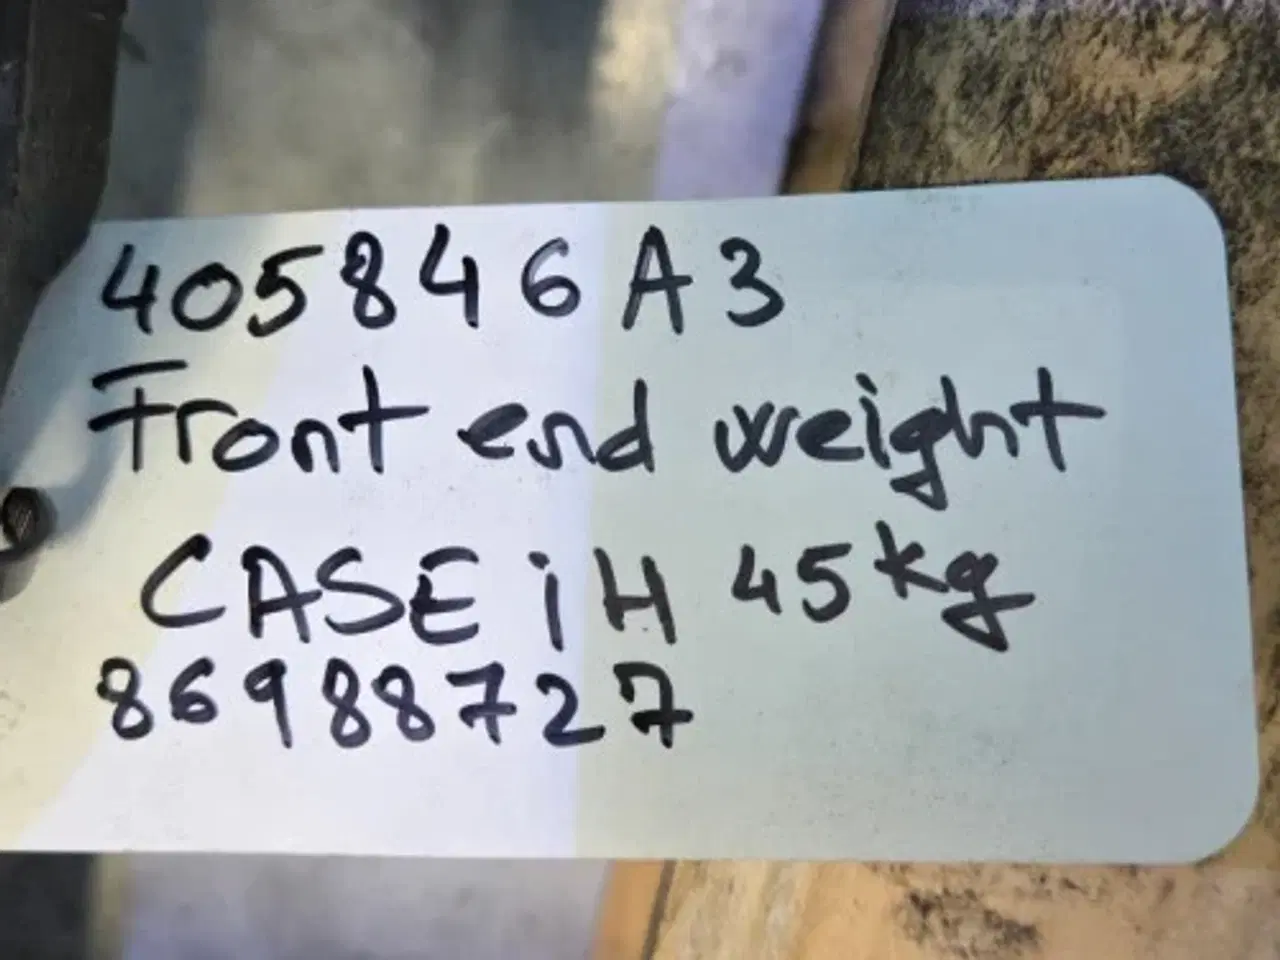 405846A3
Front end weight
CASE iH 45kg
86988727